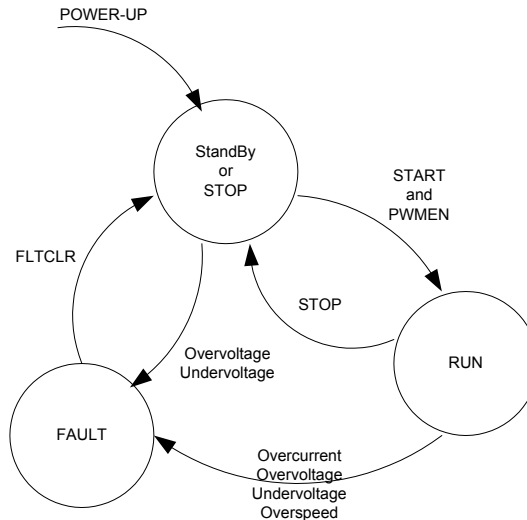 POWER-UP
StandBy
or
STOP
START
and
PWMEN
FLTCLR
STOP
Overvoltage
Undervoltage
RUN
FAULT
Overcurrent
Overvoltage
Undervoltage
Overspeed